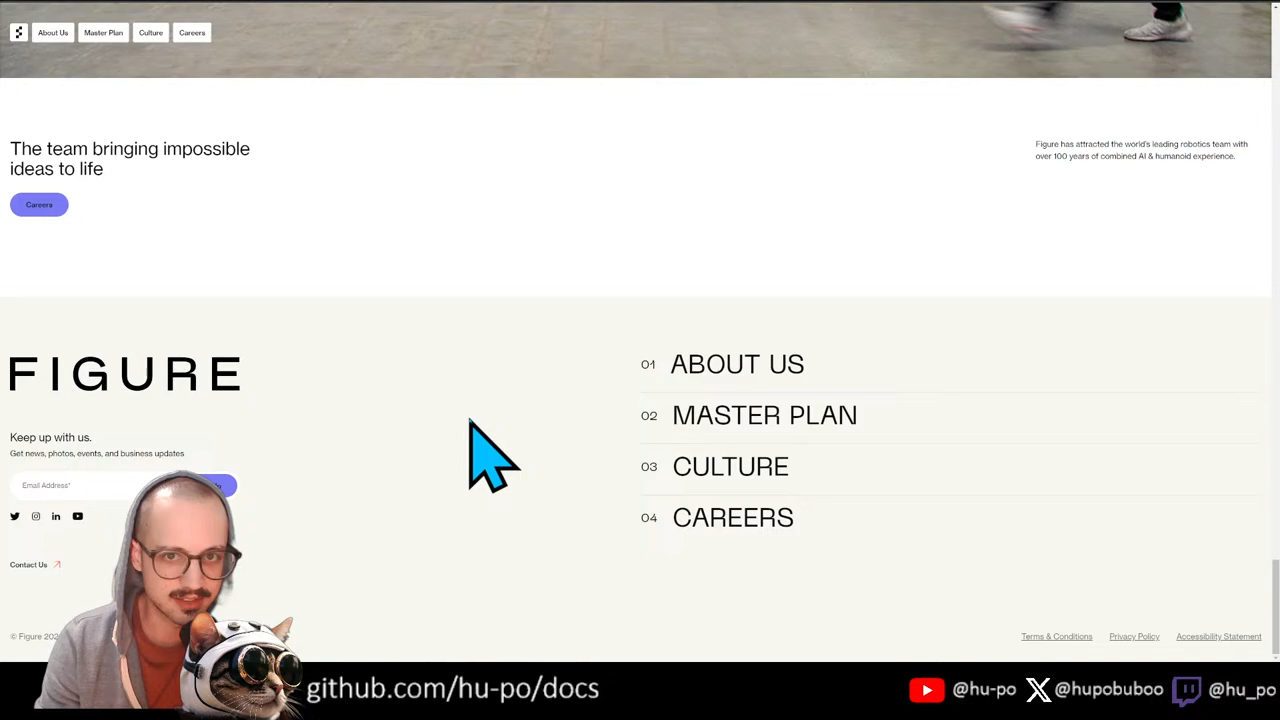 About Us
Master Plan
Culture
Careers
The team bringing impossible
ideas to life
Careers
Figure has attracted the world's leading robotics team with
over 100 years of combined AI & humanoid experience.
FIGURE
Keep up with us.
Get news, photos, events, and business updates
Email Address*
Contact Us
© Figure
01 ABOUT US
02 MASTER PLAN
03 CULTURE
04 CAREERS
Terms & Conditions
Privacy Policy
Accessibility Statement
github.com/hu-po/docs
@hu-po
@hupobuboo
@hu_po